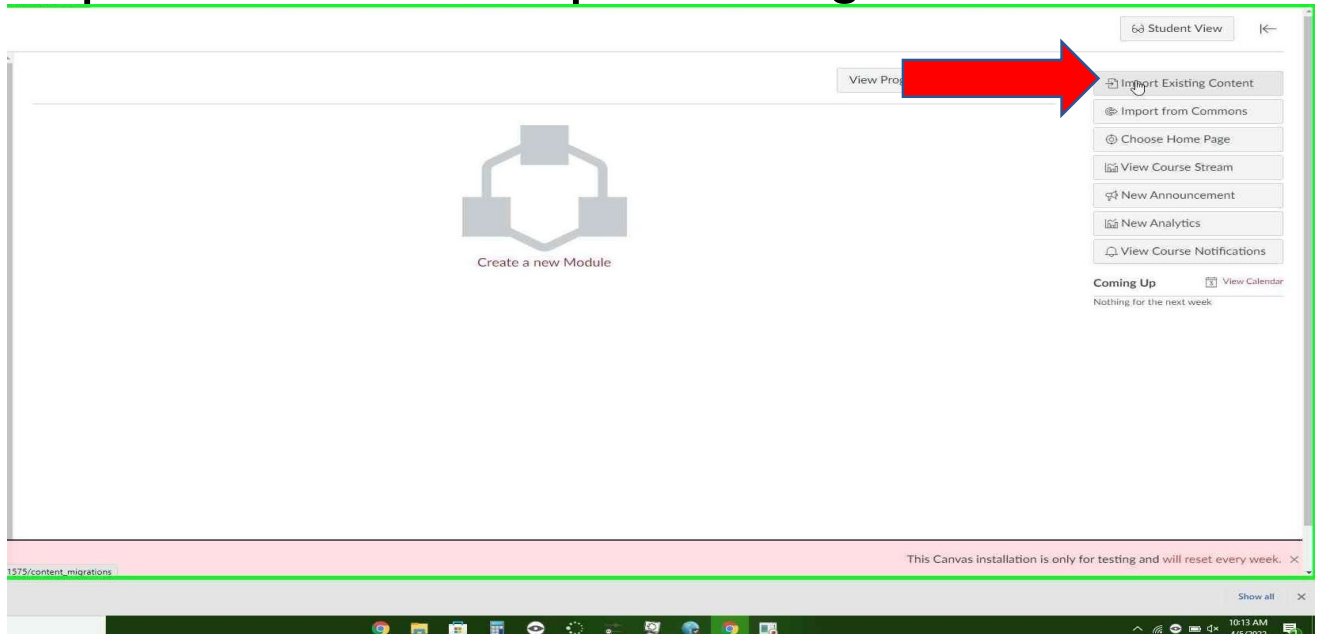 Student View
View Pro
Import Existing Content
Import from Commons
Choose Home Page
View Course Stream
New Announcement
New Analytics
View Course Notifications
Create a new Module
Coming Up
View Calendar
Nothing for the next week
This Canvas installation is only for testing and will reset every week.
1575/content_migrations
Show all
10:13 AM